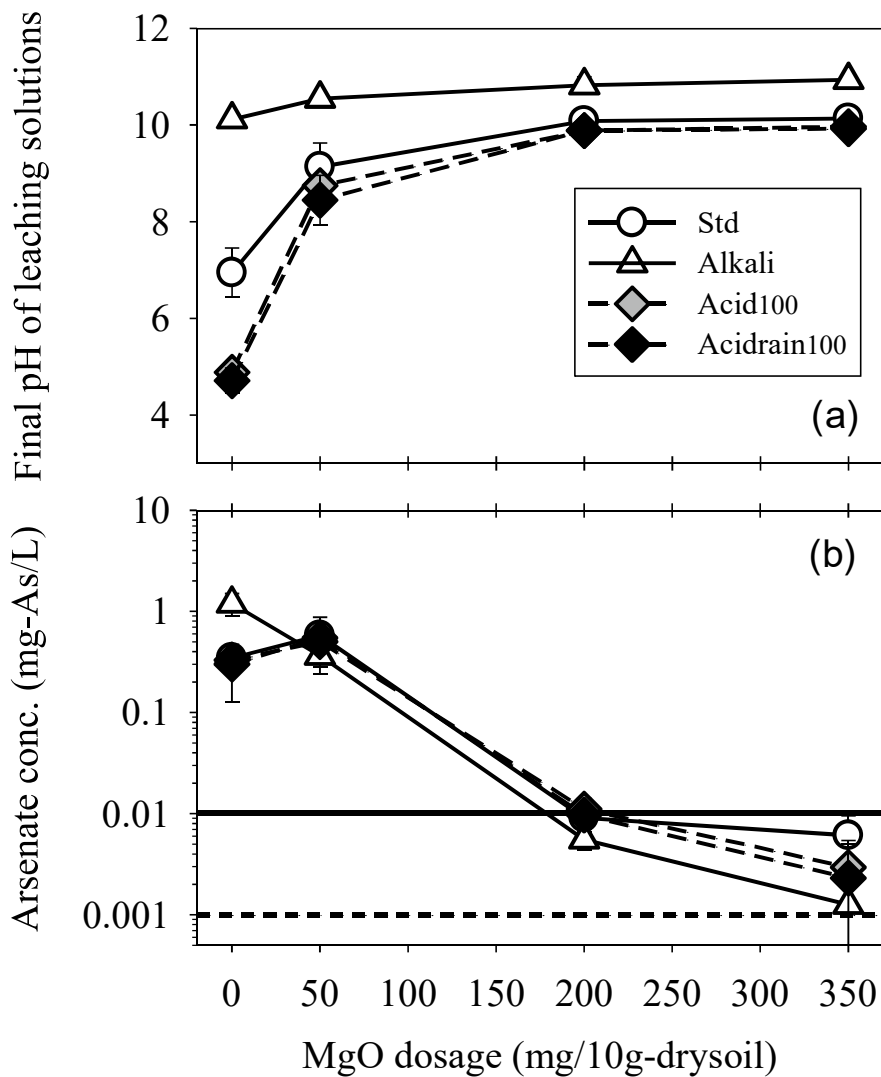 Final pH of leaching solutions
12
10
8
6
4
Std
Alkali
Acid100
Acidrain100
(a)
Arsenate conc. (mg-As/L)
10
1
0.1
0.01
0.001
(b)
0 50 100 150 200 250 300 350
MgO dosage (mg/10g-drysoil)